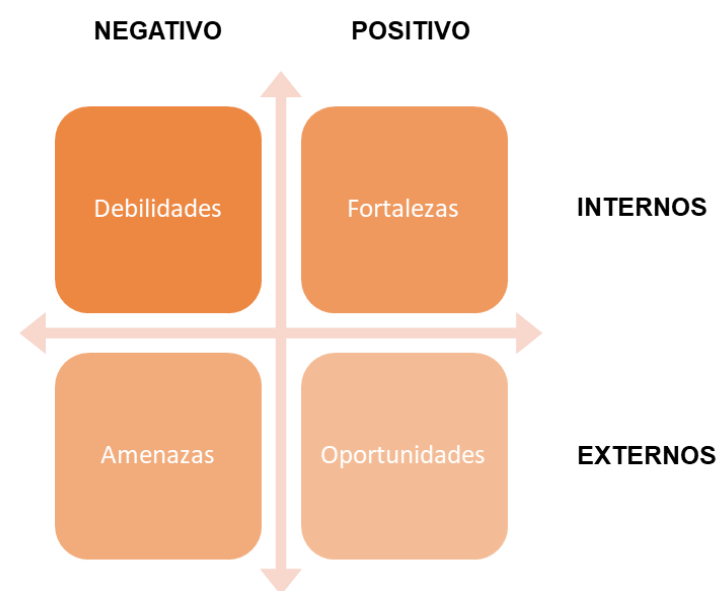 NEGATIVO POSITIVO
Debilidades Fortalezas INTERNOS
Amenazas Oportunidades EXTERNOS